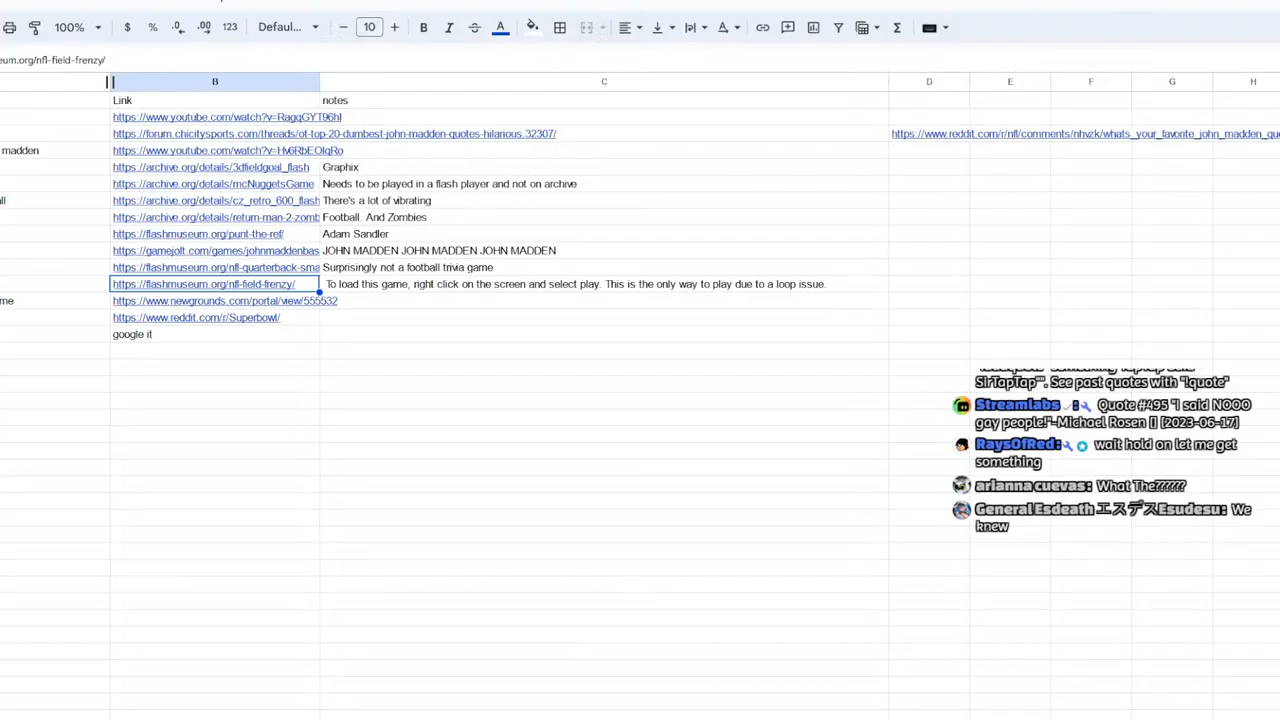 100%
$
%
.0
.00
123
Defaul...
10
B
I
A
A
Σ
eum.org/nfl-field-frenzy/
B
C
D
E
F
G
H
Link
notes
https://www.youtube.com/watch?v=RagqGYT96hI
https://forum.chicitysports.com/threads/ot-top-20-dumbest-john-madden-quotes-hilarious.32307/
https://www.reddit.com/r/nfl/comments/nhvzk/whats_your_favorite_john_madden_quo
madden
https://www.youtube.com/watch?v=Hv6RbEOIqRo
https://archive.org/details/3dfieldgoal_flash
Graphix
https://archive.org/details/mcNuggetsGame
Needs to be played in a flash player and not on archive
all
https://archive.org/details/cz_retro_600_flash
There's a lot of vibrating
https://archive.org/details/return-man-2-zomb
Football. And Zombies
https://flashmuseum.org/punt-the-ref/
Adam Sandler
https://gamejolt.com/games/johnmaddenbas
JOHN MADDEN JOHN MADDEN JOHN MADDEN
https://flashmuseum.org/nfl-quarterback-sma
Surprisingly not a football trivia game
https://flashmuseum.org/nfl-field-frenzy/
To load this game, right click on the screen and select play. This is the only way to play due to a loop issue.
me
https://www.newgrounds.com/portal/view/555532
https://www.reddit.com/r/Superbowl/
google it
SirTapTap"". See past quotes with "!quote"
Streamlabs : Quote #495 "I said NOOO
gay people!"-Michael Rosen [] [2023-06-17]
RaysOfRed: wait hold on let me get
something
arianna cuevas: What The??????
General Esdeath エスデスEsudesu: We
knew